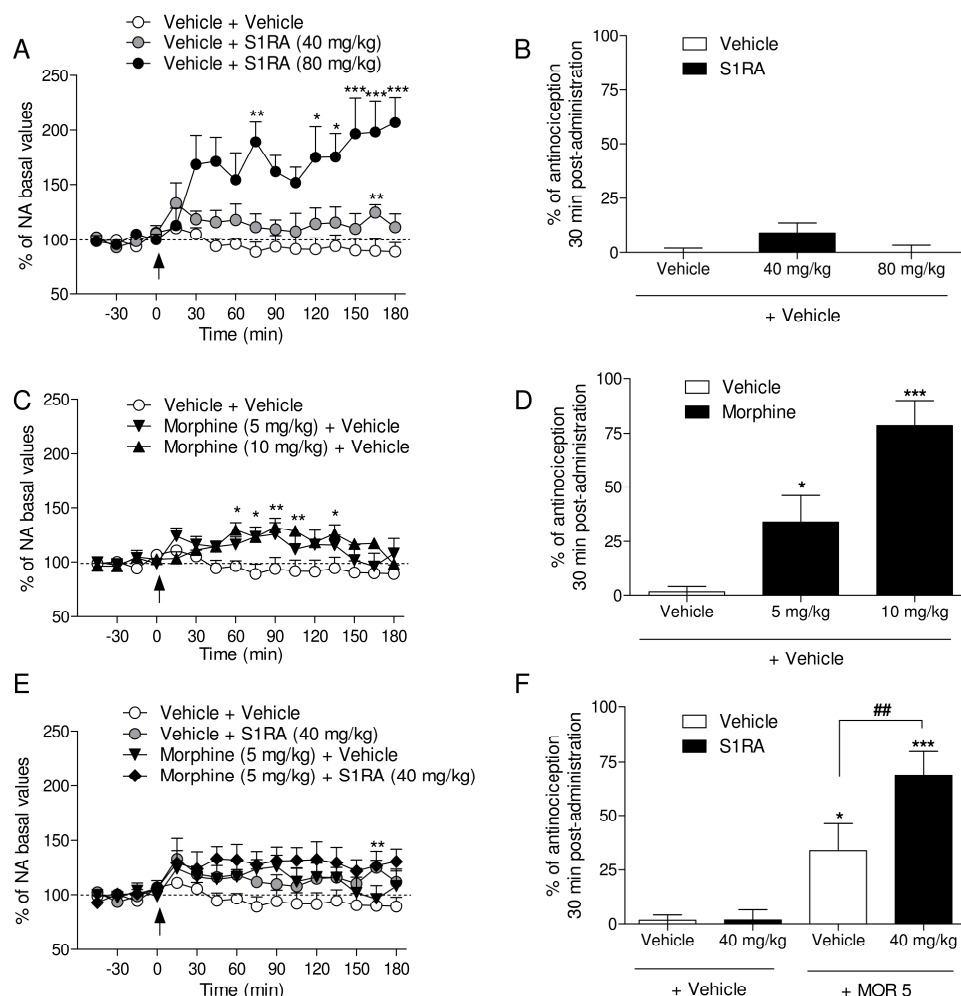 A
Vehicle + Vehicle
Vehicle + S1RA (40 mg/kg)
Vehicle + S1RA (80 mg/kg)
% of NA basal values
250
200
150
100
50
** * * *** *** ***
**
-30 0 30 60 90 120 150 180
Time (min)
B
Vehicle
S1RA
% of antinociception
30 min post-administration
100
75
50
25
0
Vehicle 40 mg/kg 80 mg/kg
+ Vehicle
C
Vehicle + Vehicle
Morphine (5 mg/kg) + Vehicle
Morphine (10 mg/kg) + Vehicle
% of NA basal values
250
200
150
100
50
* * ** ** *
-30 0 30 60 90 120 150 180
Time (min)
D
Vehicle
Morphine
% of antinociception
30 min post-administration
100
75
50
25
0
* ***
Vehicle 5 mg/kg 10 mg/kg
+ Vehicle
E
Vehicle + Vehicle
Vehicle + S1RA (40 mg/kg)
Morphine (5 mg/kg) + Vehicle
Morphine (5 mg/kg) + S1RA (40 mg/kg)
% of NA basal values
250
200
150
100
50
**
-30 0 30 60 90 120 150 180
Time (min)
F
Vehicle
S1RA
% of antinociception
30 min post-administration
100
75
50
25
0
##
* ***
Vehicle 40 mg/kg Vehicle 40 mg/kg
+ Vehicle + MOR 5